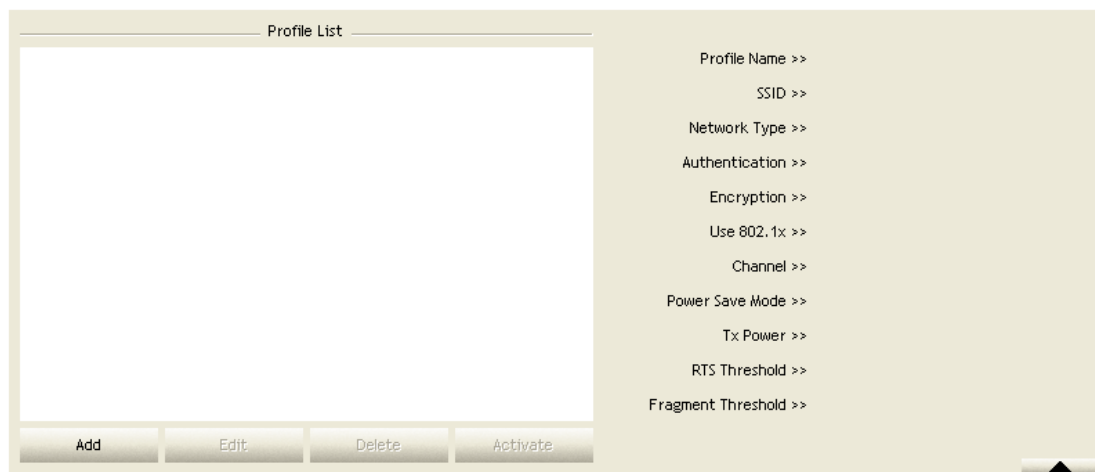 Profile List
Profile Name >>
SSID >>
Network Type >>
Authentication >>
Encryption >>
Use 802.1x >>
Channel >>
Power Save Mode >>
Tx Power >>
RTS Threshold >>
Fragment Threshold >>
Add Edit Delete Activate